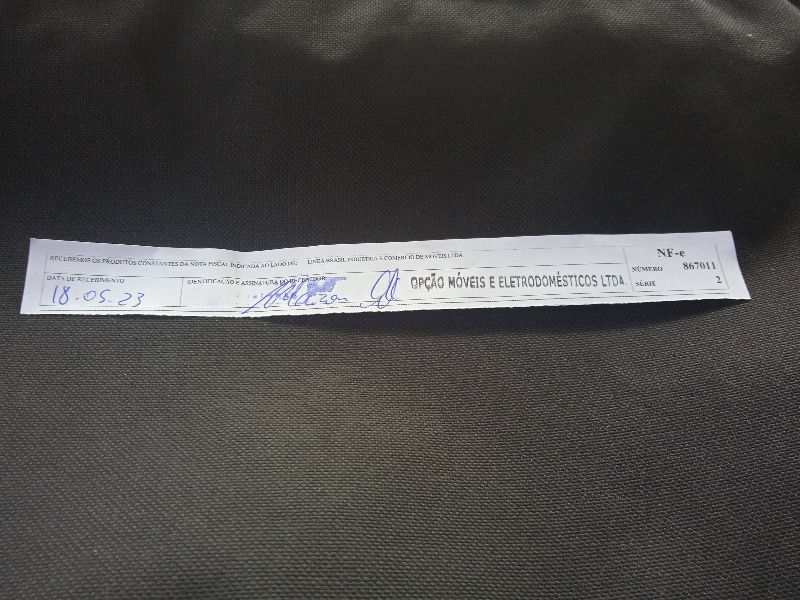 RECEBEMOS OS PRODUTOS CONSTANTES DA NOTA FISCAL INDICADA AO LADO DE: LINEA BRASIL INDUSTRIA E COMERCIO DE MOVEIS LTDA
NF-e
NÚMERO 867011
SÉRIE 2
DATA DE RECEBIMENTO
18.05.23
IDENTIFICAÇÃO E ASSINATURA DO RECEBEDOR
OPÇÃO MÓVEIS E ELETRODOMÉSTICOS LTDA.